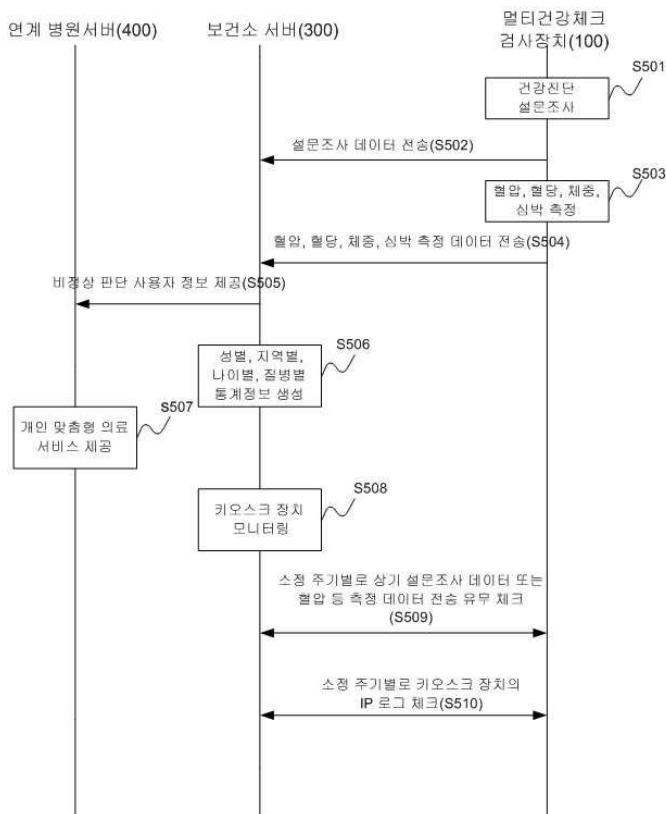 연계 병원서버(400)
보건소 서버(300)
멀티건강체크
검사장치(100)
S501
건강진단
설문조사
설문조사 데이터 전송(S502)
S503
혈압, 혈당, 체중,
심박 측정
혈압, 혈당, 체중, 심박 측정 데이터 전송(S504)
비정상 판단 사용자 정보 제공(S505)
S506
성별, 지역별,
나이별, 질병별
통계정보 생성
s507
개인 맞춤형 의료
서비스 제공
S508
키오스크 장치
모니터링
소정 주기별로 상기 설문조사 데이터 또는
혈압 등 측정 데이터 전송 유무 체크
(S509)
소정 주기별로 키오스크 장치의
IP 로그 체크(S510)